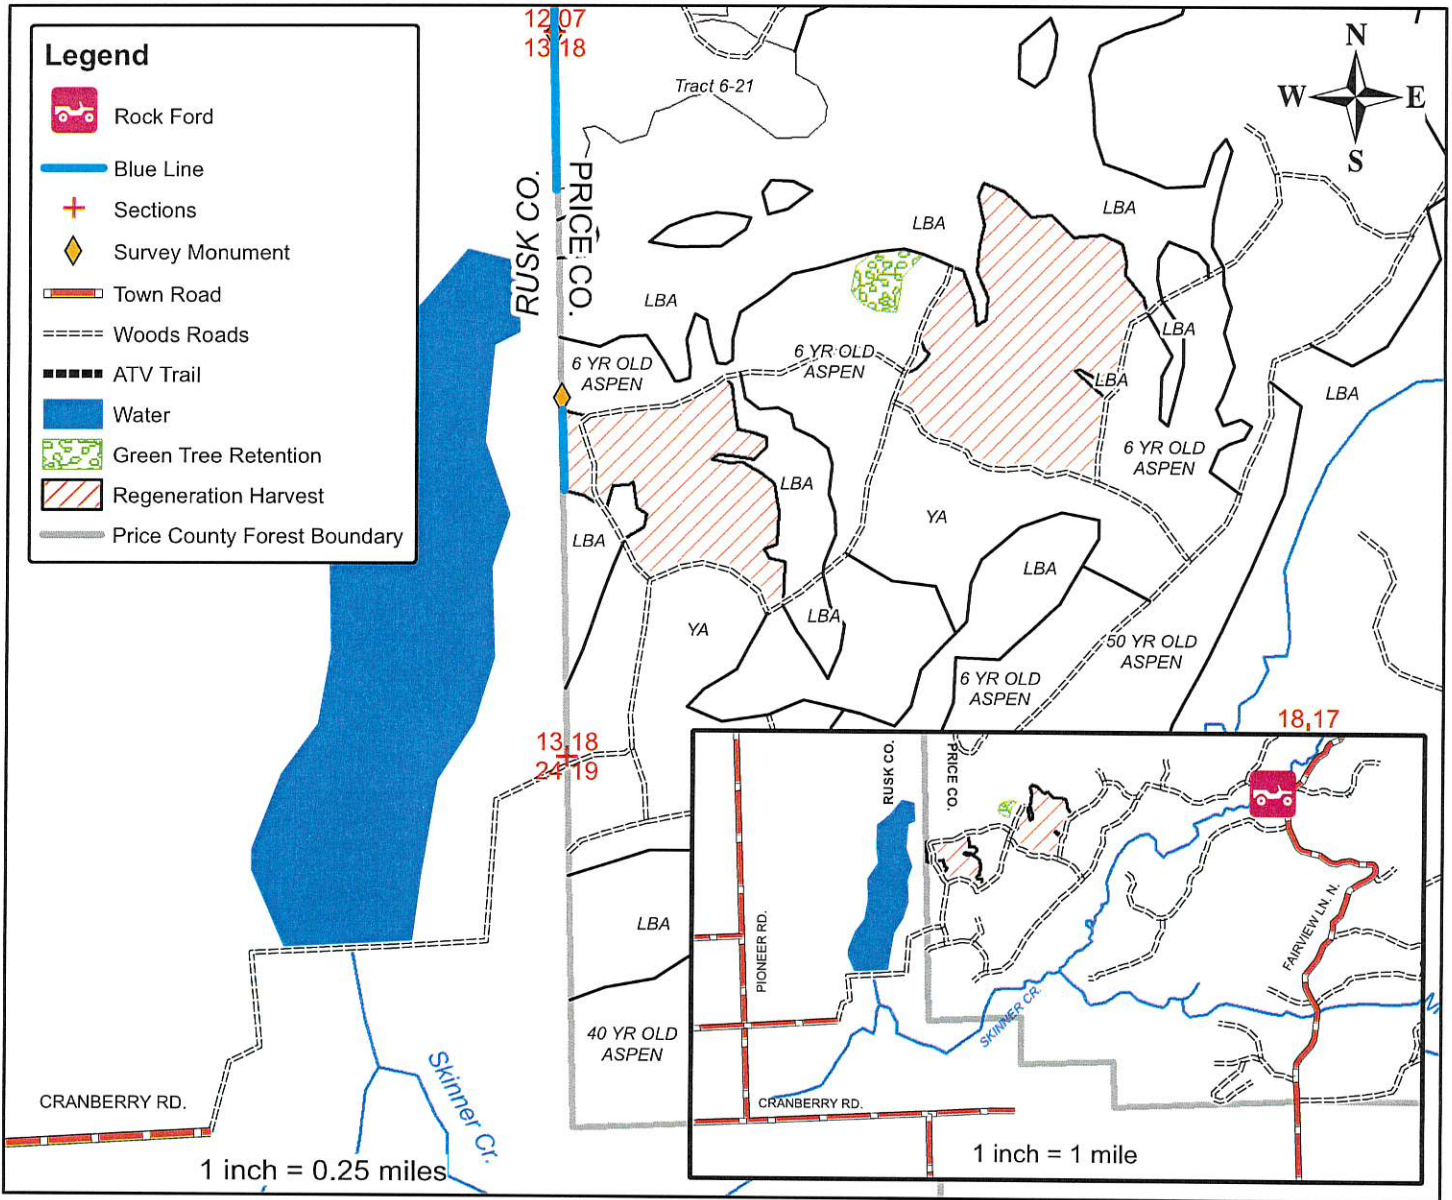 Legend
Rock Ford
Blue Line
Sections
Survey Monument
Town Road
Woods Roads
ATV Trail
Water
Green Tree Retention
Regeneration Harvest
Price County Forest Boundary
12 07
13 18
Tract 6-21
N
W E
S
RUSK CO.
PRICE CO.
LBA
LBA
LBA
LBA
LBA
LBA
6 YR OLD
ASPEN
6 YR OLD
ASPEN
6 YR OLD
ASPEN
LBA
LBA
YA
LBA
LBA
YA
LBA
50 YR OLD
ASPEN
6 YR OLD
ASPEN
13 18
24 19
18 17
LBA
40 YR OLD
ASPEN
Skinner Cr.
CRANBERRY RD.
1 inch = 0.25 miles
RUSK CO.
PRICE CO.
PIONEER RD.
FAIRVIEW LN. N.
SKINNER CR.
CRANBERRY RD.
1 inch = 1 mile